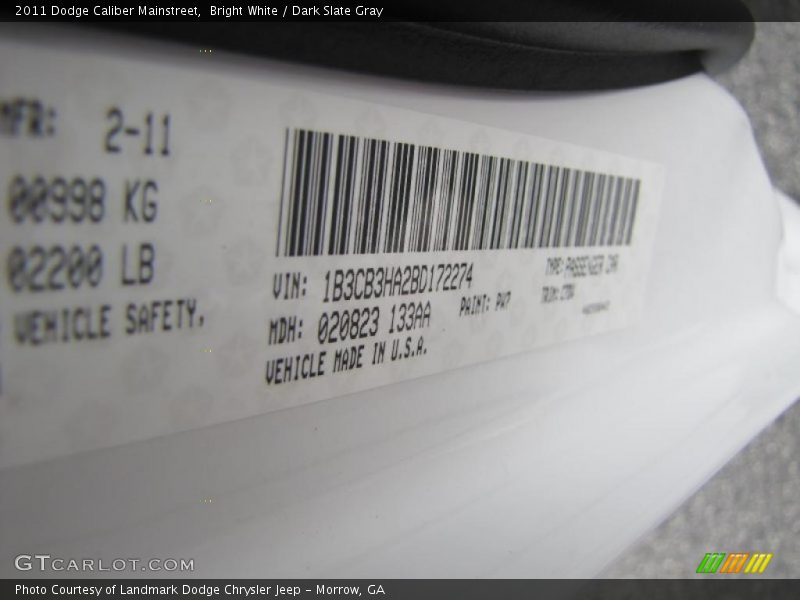 2011 Dodge Caliber Mainstreet,  Bright White / Dark Slate Gray
MFR: 2-11
00998 KG
02200 LB
VEHICLE SAFETY,
VIN: 1B3CB3HA2BD172274
TYPE: PASSENGER CAR
MDH: 020823 133AA
PAINT: PW7
TRIM:
VEHICLE MADE IN U.S.A.
GTCARLOT.COM
Photo Courtesy of Landmark Dodge Chrysler Jeep – Morrow, GA